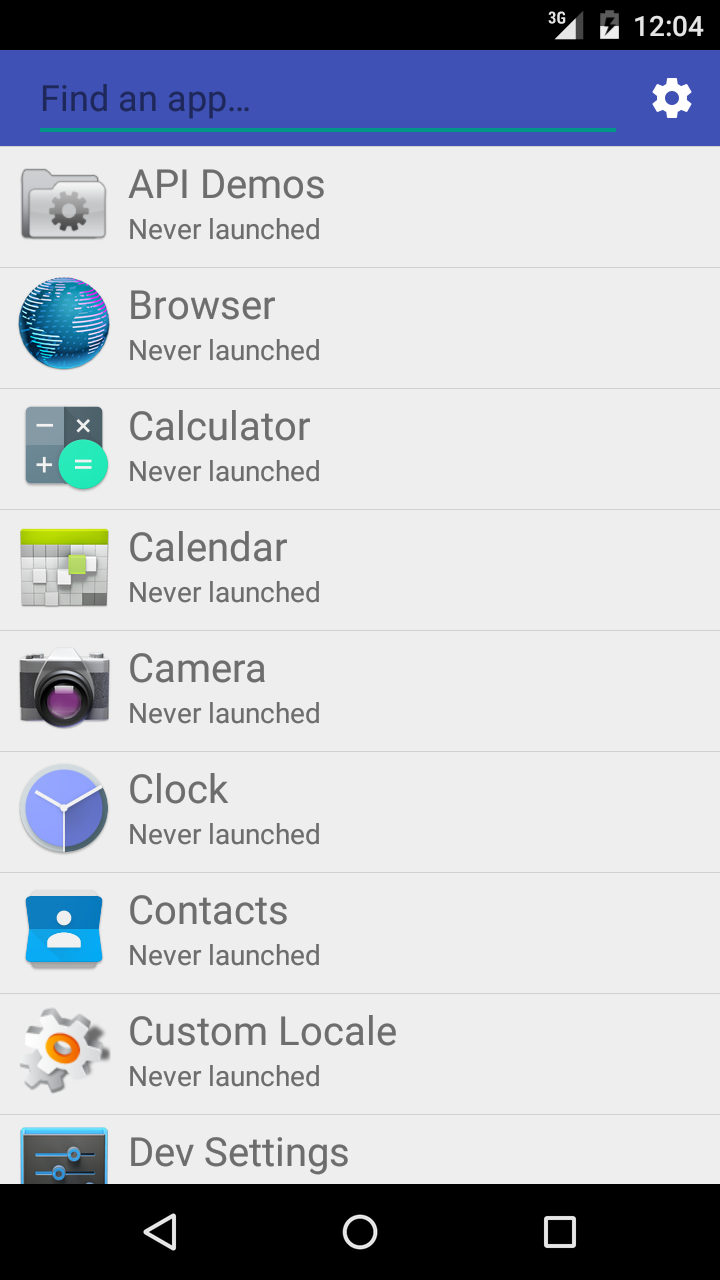 3G 12:04
Find an app...
API Demos
Never launched
Browser
Never launched
Calculator
Never launched
Calendar
Never launched
Camera
Never launched
Clock
Never launched
Contacts
Never launched
Custom Locale
Never launched
Dev Settings